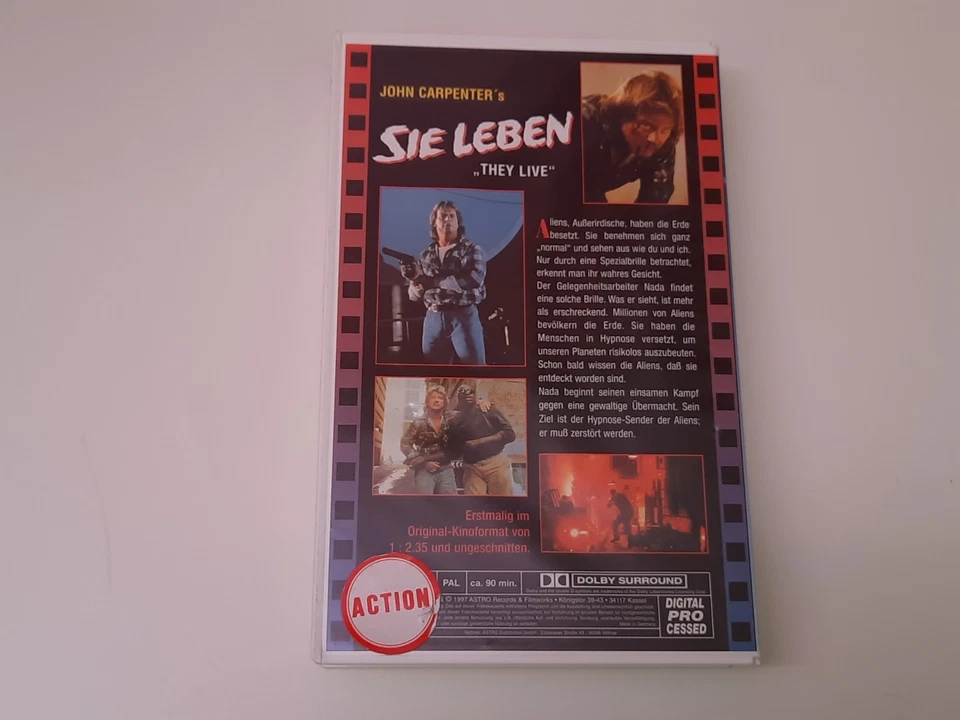 JOHN CARPENTER´s
SIE LEBEN
„THEY LIVE“
Aliens, Außerirdische, haben die Erde
besetzt. Sie benehmen sich ganz
„normal“ und sehen aus wie du und ich.
Nur durch eine Spezialbrille betrachtet,
erkennt man ihr wahres Gesicht.
Der Gelegenheitsarbeiter Nada findet
eine solche Brille. Was er sieht, ist mehr
als erschreckend. Millionen von Aliens
bevölkern die Erde. Sie haben die
Menschen in Hypnose versetzt, um
unseren Planeten risikolos auszubeuten.
Schon bald wissen die Aliens, daß sie
entdeckt worden sind.
Nada beginnt seinen einsamen Kampf
gegen eine gewaltige Übermacht. Sein
Ziel ist der Hypnose-Sender der Aliens;
er muß zerstört werden.
Erstmalig im
Original-Kinoformat von
1 : 2.35 und ungeschnitten.
ACTION
PAL
ca. 90 min.
DOLBY SURROUND
© 1997 ASTRO Records & Filmworks • Königstor 39-43 • 34117 Kassel
DIGITAL
PRO
CESSED